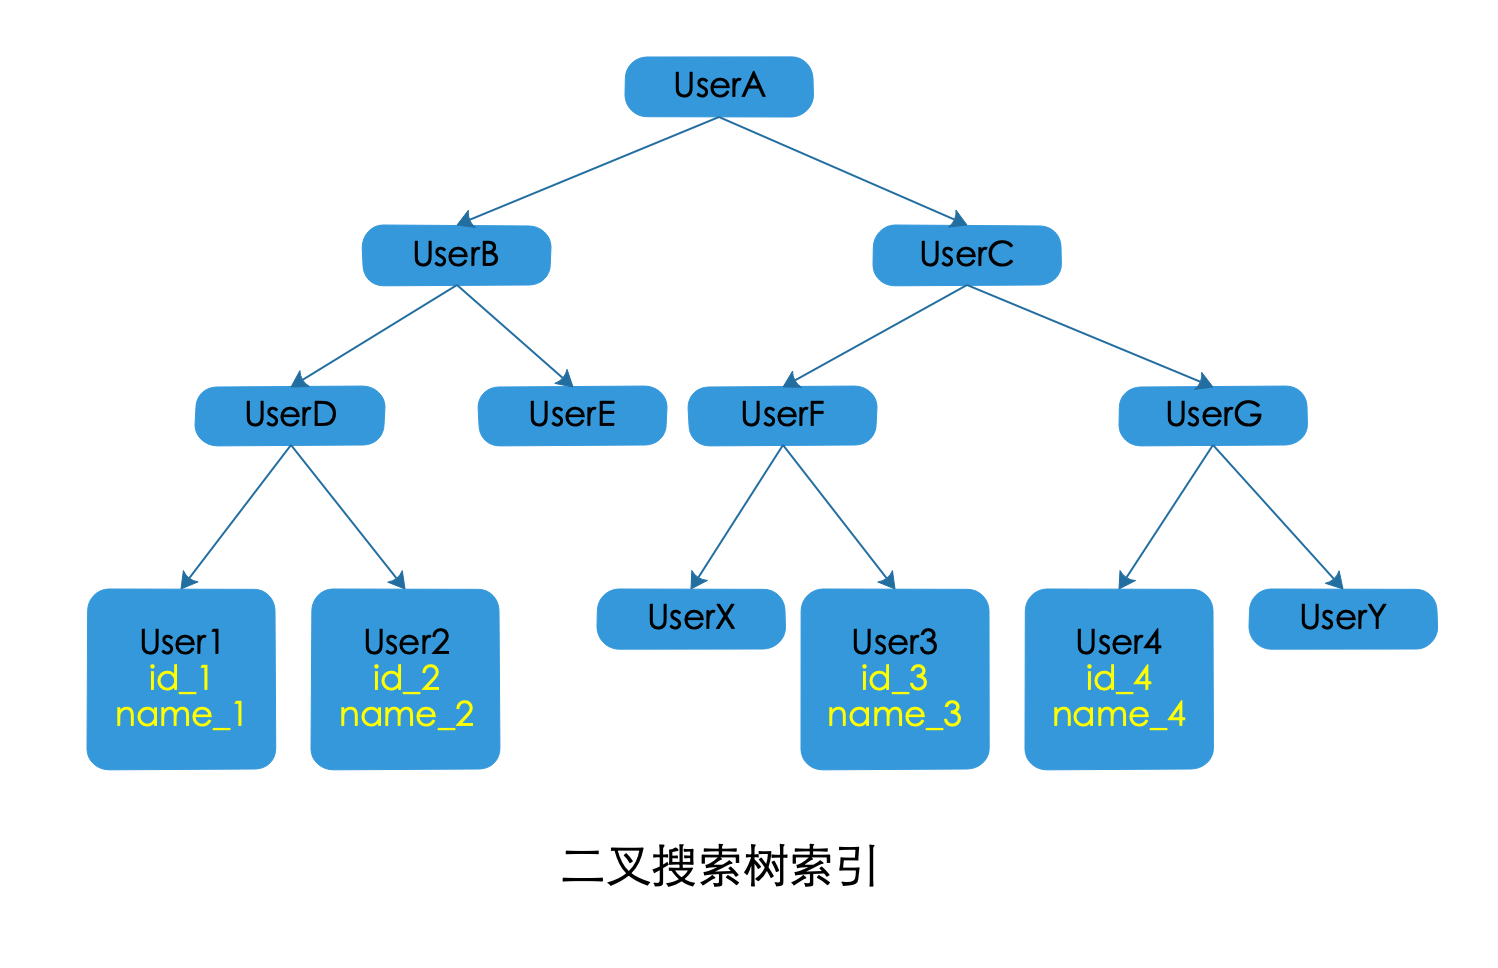 UserA
UserB
UserC
UserD
UserE
UserF
UserG
User1
id_1
name_1
User2
id_2
name_2
UserX
User3
id_3
name_3
User4
id_4
name_4
UserY
二叉搜索树索引